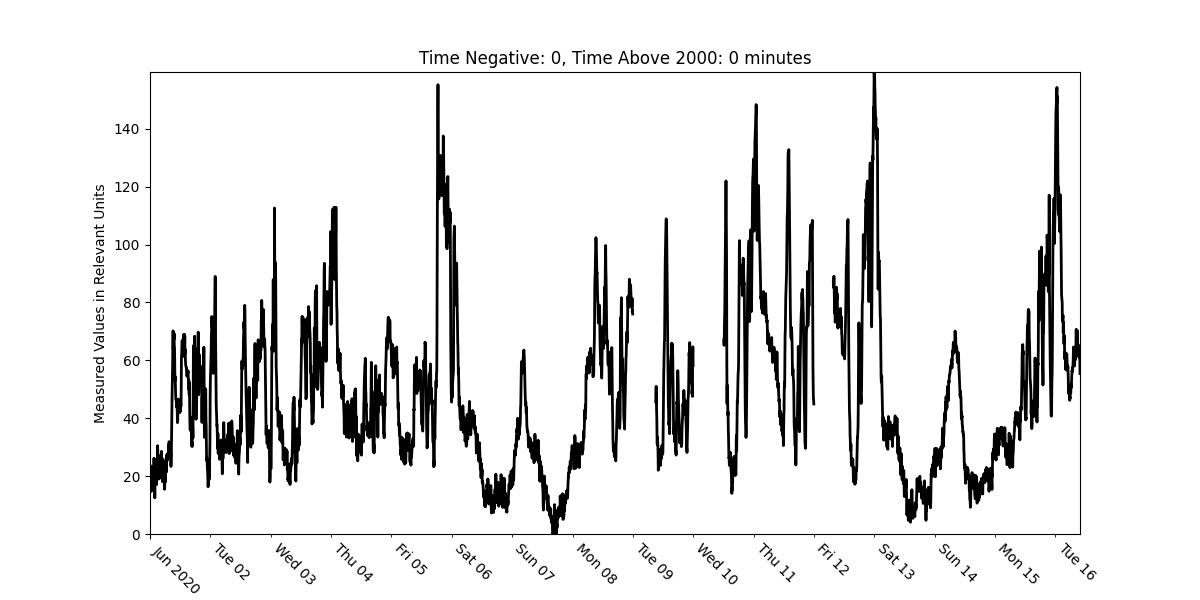 Time Negative: 0, Time Above 2000: 0 minutes
Measured Values in Relevant Units
140
120
100
80
60
40
20
0
Jun 2020
Tue 02
Wed 03
Thu 04
Fri 05
Sat 06
Sun 07
Mon 08
Tue 09
Wed 10
Thu 11
Fri 12
Sat 13
Sun 14
Mon 15
Tue 16